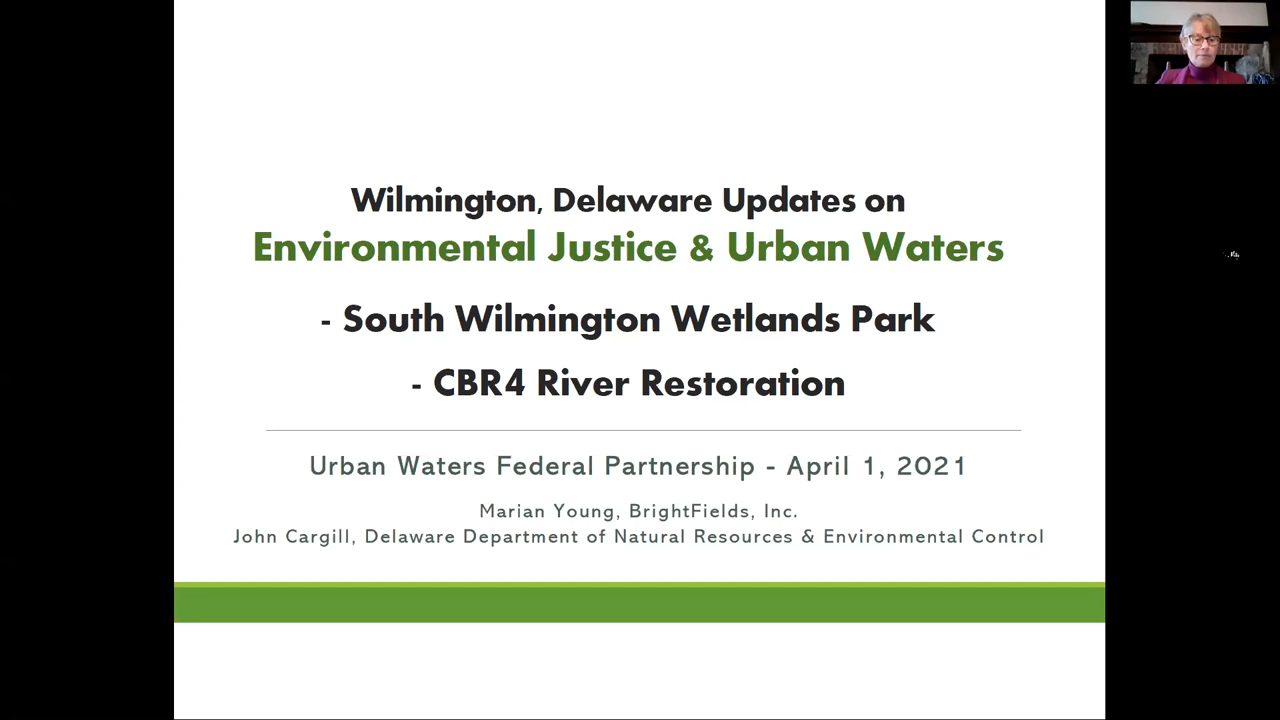 Wilmington, Delaware Updates on
Environmental Justice & Urban Waters
- South Wilmington Wetlands Park
- CBR4 River Restoration
Urban Waters Federal Partnership - April 1, 2021
Marian Young, BrightFields, Inc.
John Cargill, Delaware Department of Natural Resources & Environmental Control